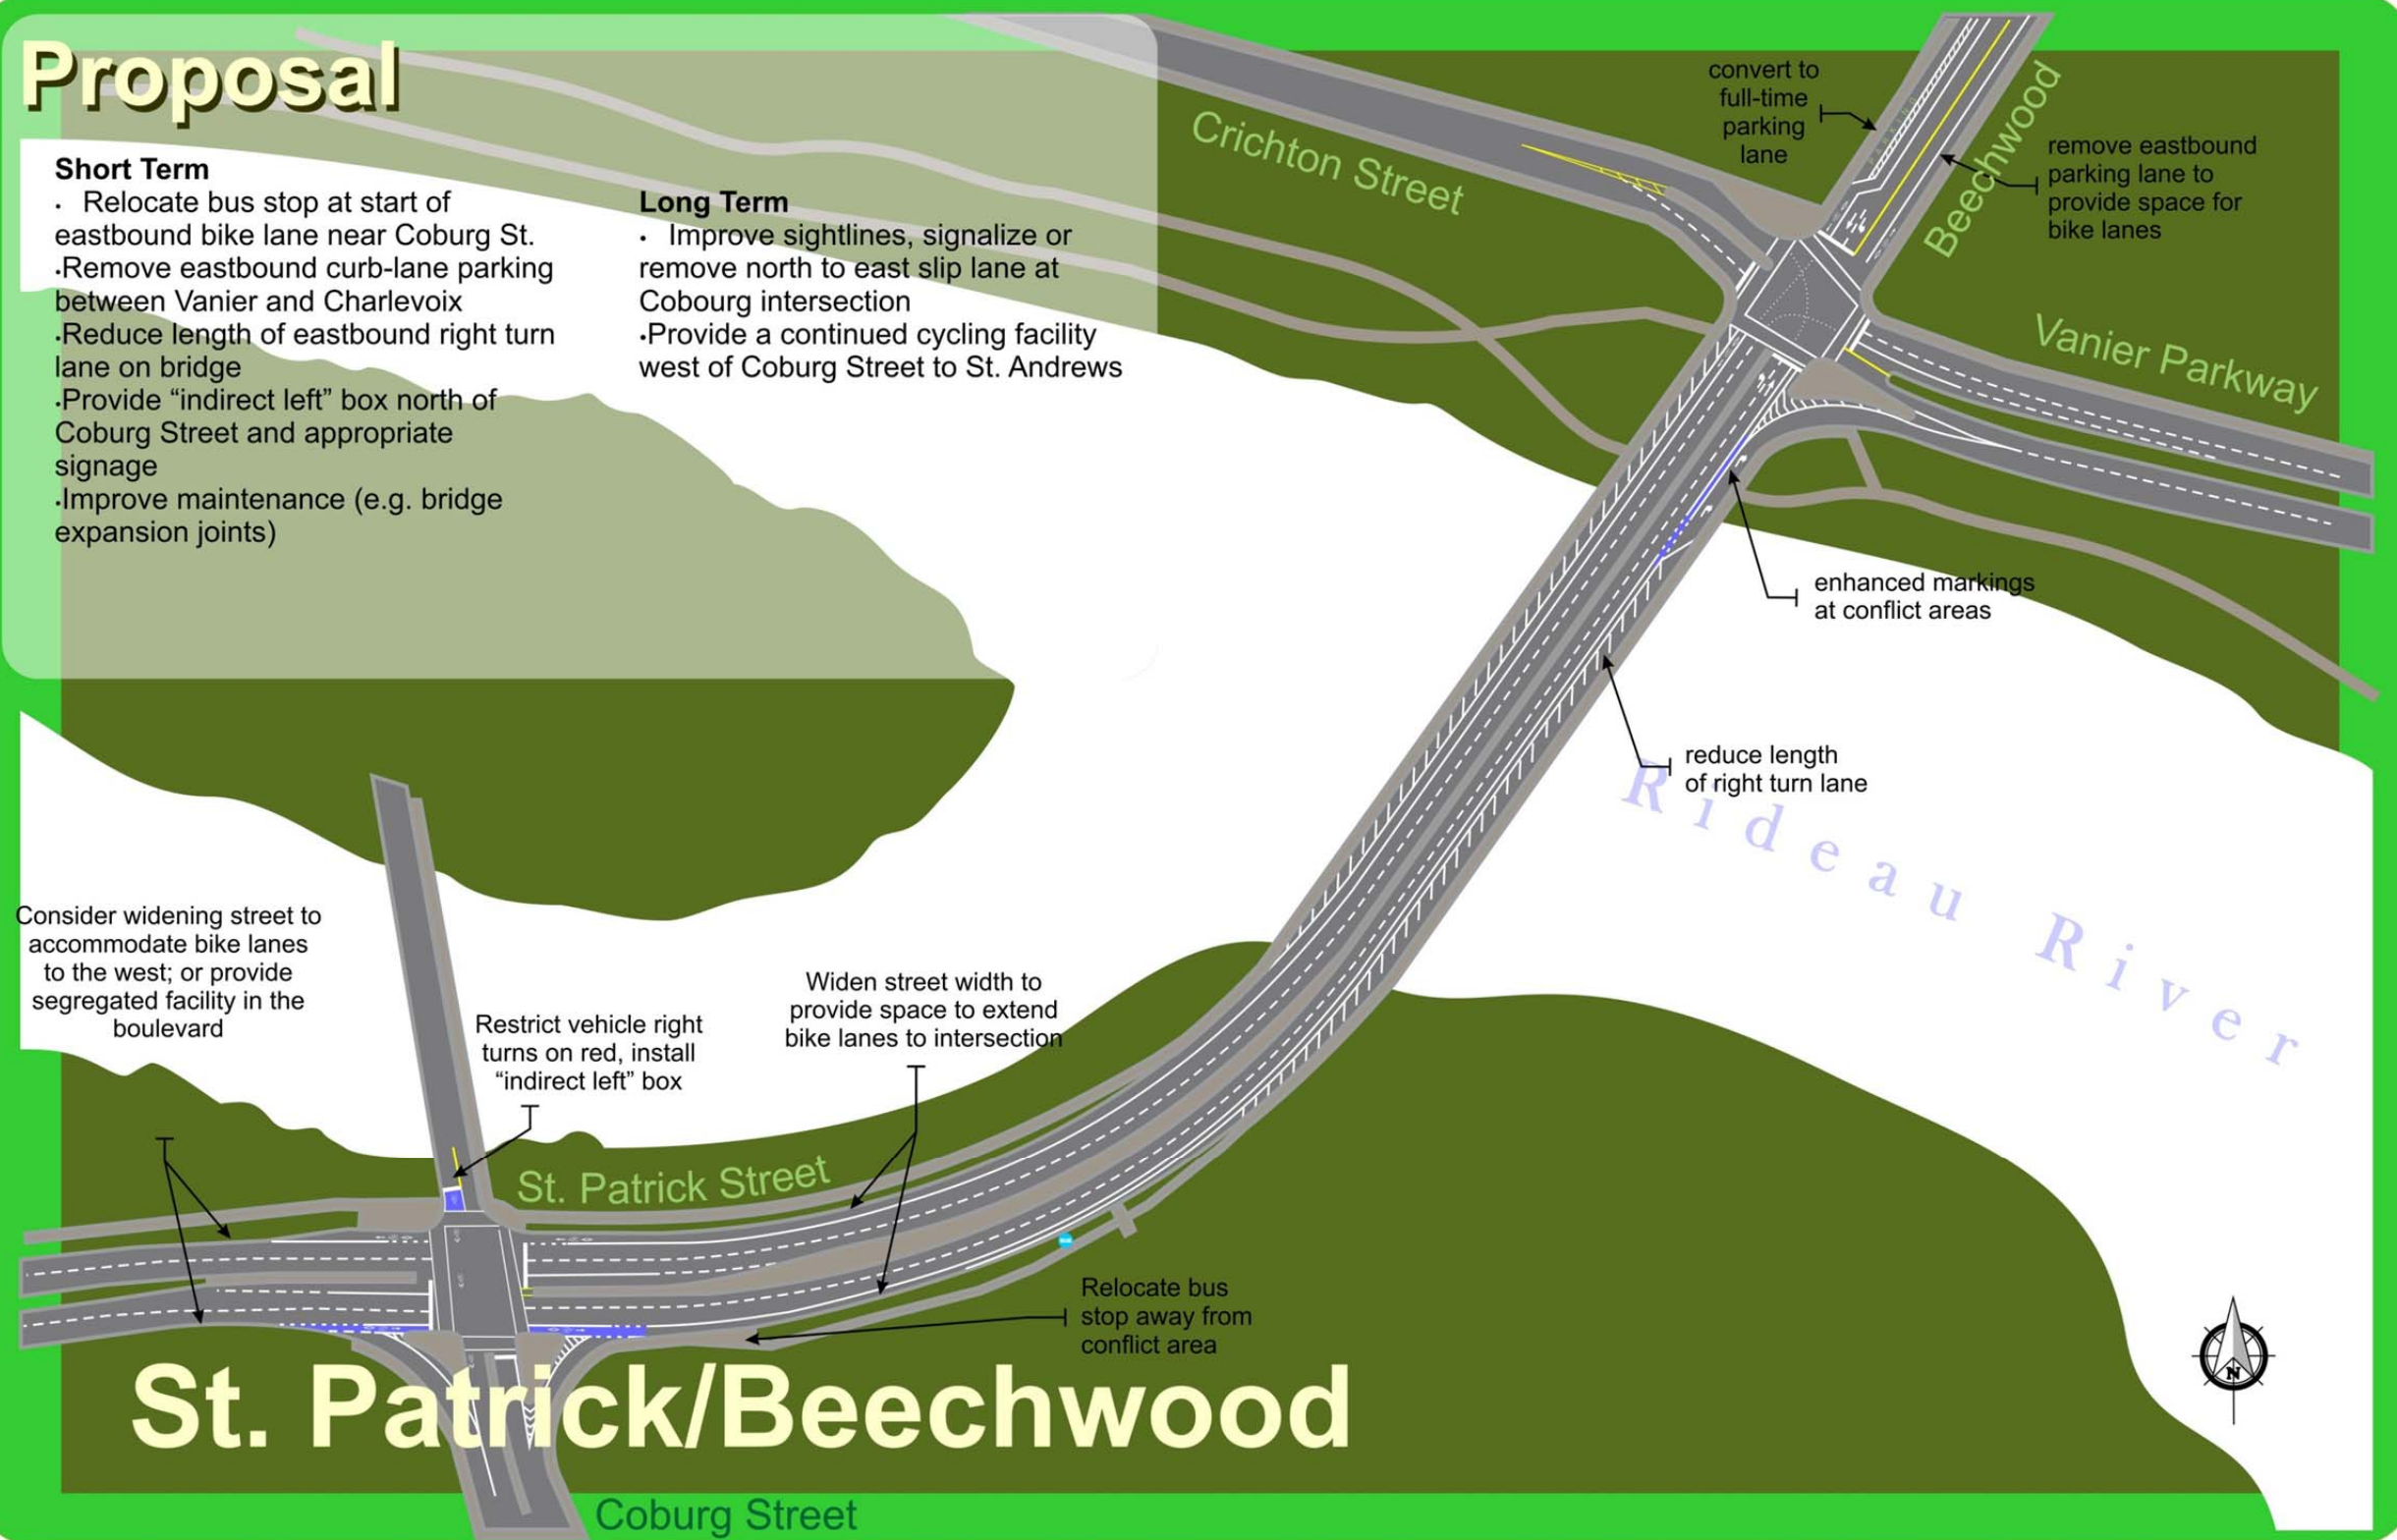 Proposal
Short Term
· Relocate bus stop at start of
eastbound bike lane near Coburg St.
·Remove eastbound curb-lane parking
between Vanier and Charlevoix
·Reduce length of eastbound right turn
lane on bridge
·Provide “indirect left” box north of
Coburg Street and appropriate
signage
·Improve maintenance (e.g. bridge
expansion joints)
Long Term
· Improve sightlines, signalize or
remove north to east slip lane at
Cobourg intersection
·Provide a continued cycling facility
west of Coburg Street to St. Andrews
Crichton Street
convert to
full-time
parking
lane
Beechwood
remove eastbound
parking lane to
provide space for
bike lanes
Vanier Parkway
enhanced markings
at conflict areas
reduce length
of right turn lane
Rideau River
Consider widening street to
accommodate bike lanes
to the west; or provide
segregated facility in the
boulevard
Restrict vehicle right
turns on red, install
“indirect left” box
Widen street width to
provide space to extend
bike lanes to intersection
St. Patrick Street
Relocate bus
stop away from
conflict area
N
St. Patrick/Beechwood
Coburg Street